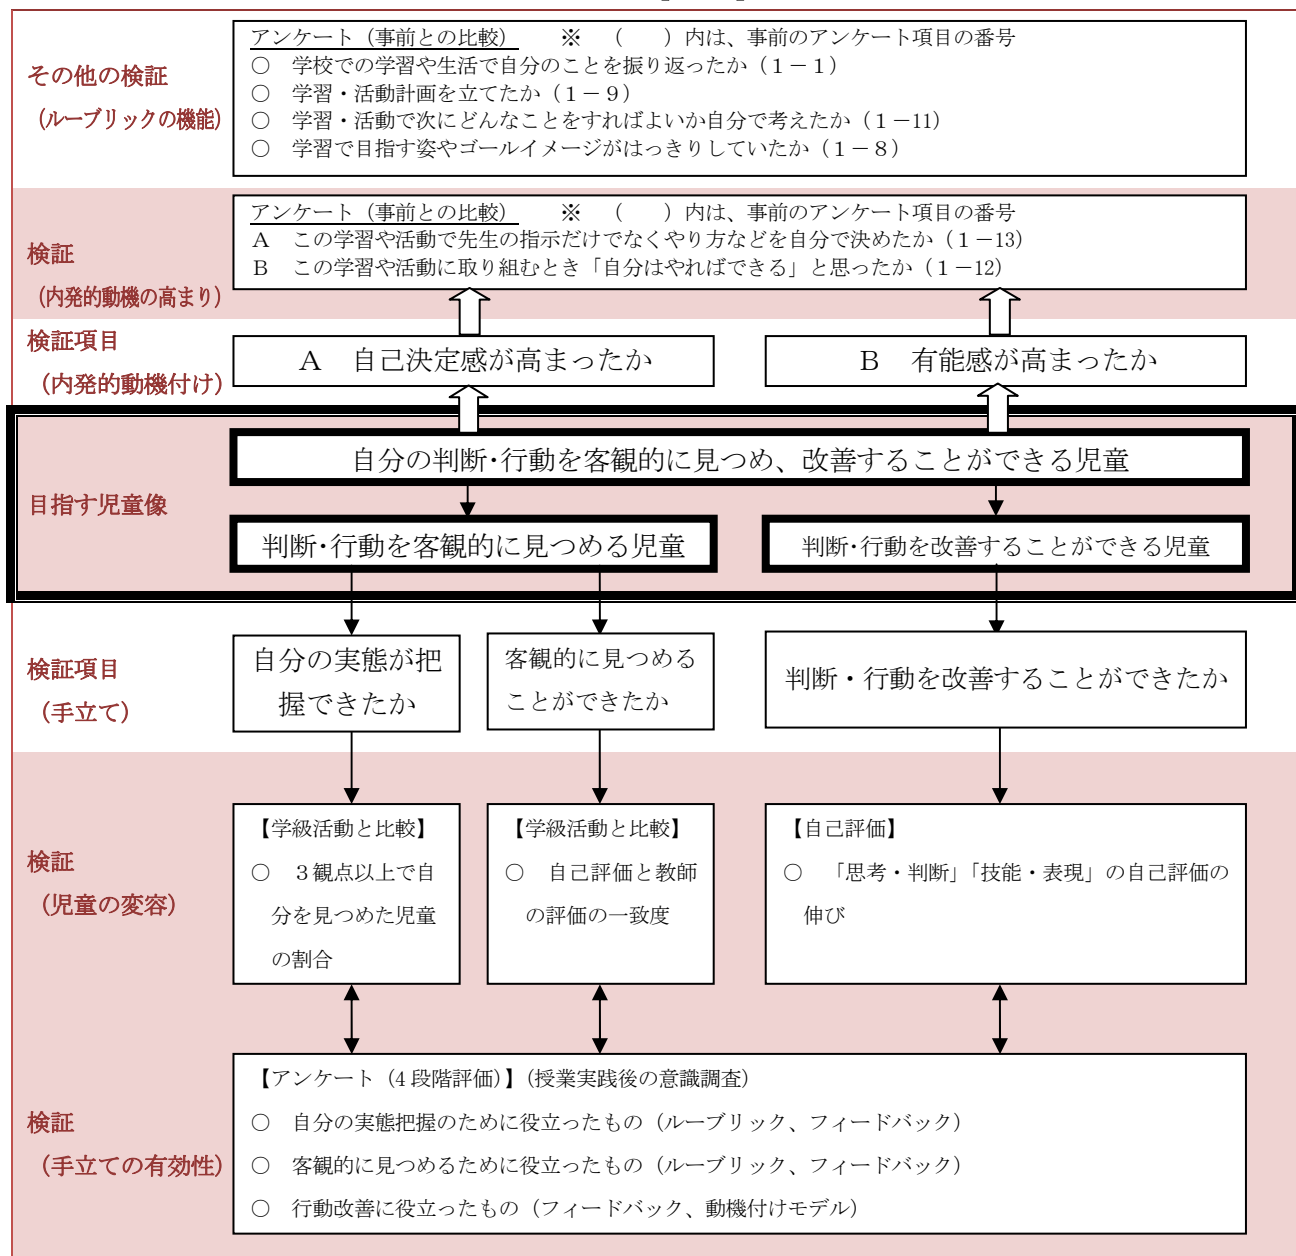 その他の検証
（ルーブリックの機能）
アンケート（事前との比較）　　※　（　　）内は、事前のアンケート項目の番号
○　学校での学習や生活で自分のことを振り返ったか（１－１）
○　学習・活動計画を立てたか（１－９）
○　学習・活動で次にどんなことをすればよいか自分で考えたか（１－11）
○　学習で目指す姿やゴールイメージがはっきりしていたか（１－８）
検証
（内発的動機の高まり）
アンケート（事前との比較）　　※　（　　）内は、事前のアンケート項目の番号
Ａ　この学習や活動で先生の指示だけでなくやり方などを自分で決めたか（１－13）
Ｂ　この学習や活動に取り組むとき「自分はやればできる」と思ったか（１－12）
検証項目
（内発的動機付け）
Ａ　自己決定感が高まったか
Ｂ　有能感が高まったか
目指す児童像
自分の判断・行動を客観的に見つめ、改善することができる児童
判断・行動を客観的に見つめる児童
判断・行動を改善することができる児童
検証項目
（手立て）
自分の実態が把
握できたか
客観的に見つめる
ことができたか
判断・行動を改善することができたか
検証
（児童の変容）
【学級活動と比較】
○　３観点以上で自
分を見つめた児童
の割合
【学級活動と比較】
○　自己評価と教師
の評価の一致度
【自己評価】
○　「思考・判断」「技能・表現」の自己評価の
伸び
検証
（手立ての有効性）
【アンケート（4 段階評価）】（授業実践後の意識調査）
○　自分の実態把握のために役立ったもの（ルーブリック、フィードバック）
○　客観的に見つめるために役立ったもの（ルーブリック、フィードバック）
○　行動改善に役立ったもの（フィードバック、動機付けモデル）